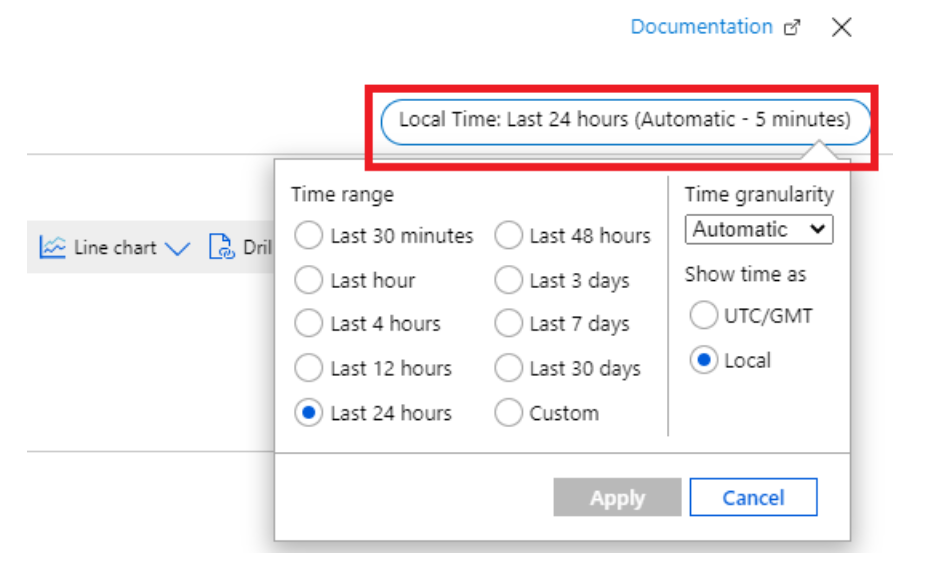 Documentation
Local Time: Last 24 hours (Automatic - 5 minutes)
Line chart
Dril
Time range
Last 30 minutes
Last hour
Last 4 hours
Last 12 hours
Last 24 hours
Last 48 hours
Last 3 days
Last 7 days
Last 30 days
Custom
Time granularity
Automatic
Show time as
UTC/GMT
Local
Apply
Cancel